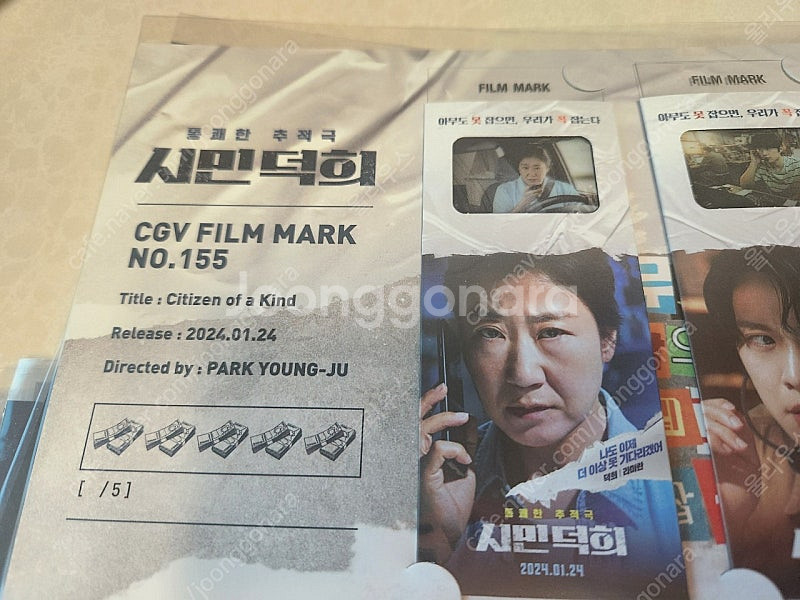 통쾌한 추적극
시민덕희
CGV FILM MARK
NO.155
Title : Citizen of a Kind
Release : 2024.01.24
Directed by : PARK YOUNG-JU
[ /5]
FILM MARK
아무도 못 잡으면, 우리가 꼭 잡는다
나도 이제
더 이상 못 기다리겠어
덕희 | 라미란
통쾌한 추적극
시민덕희
2024.01.24
FILM MARK
아무도 못 잡으면, 우리가 꼭
Joonggonara